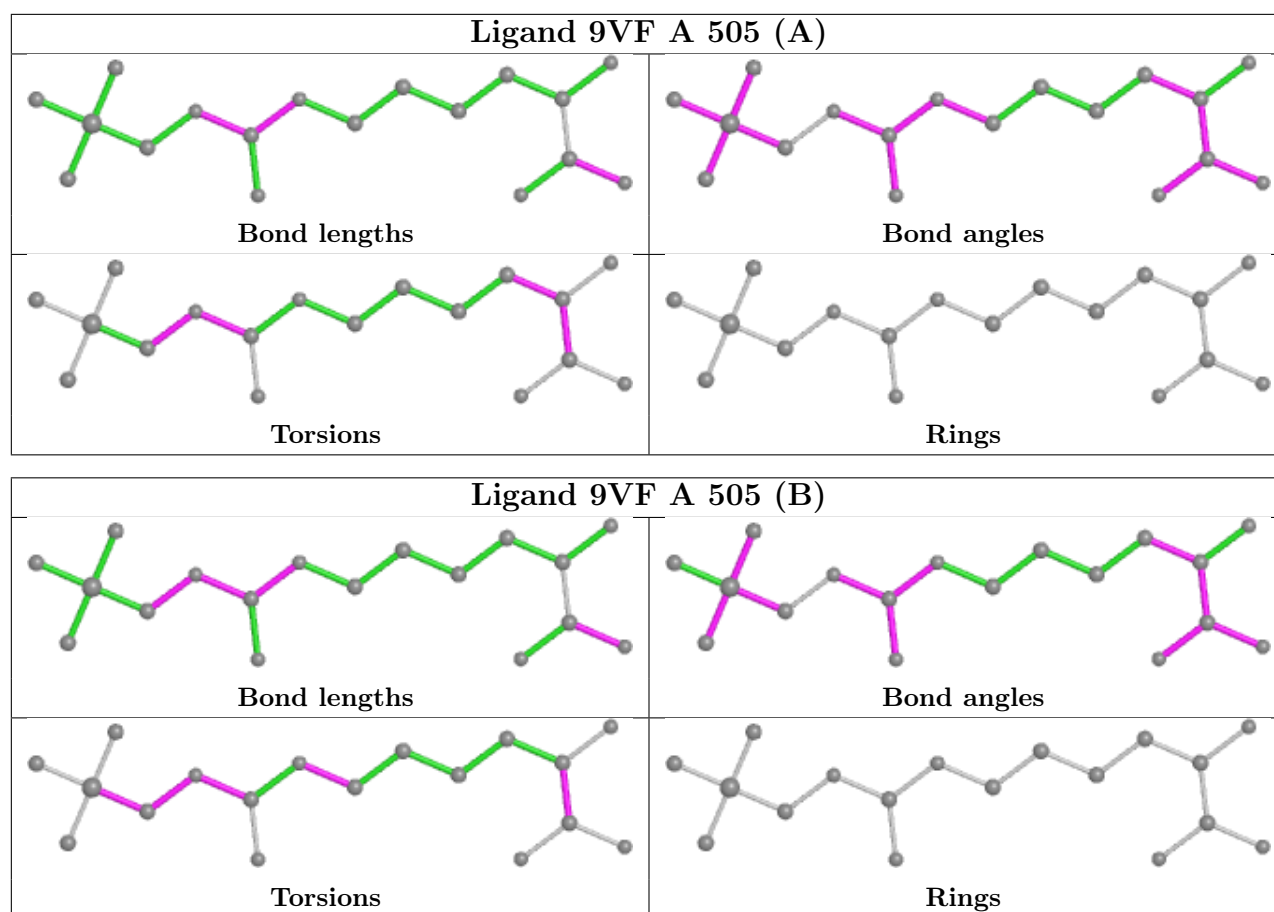 Ligand 9VF A 505 (A)
Bond lengths
Bond angles
Torsions
Rings
Ligand 9VF A 505 (B)
Bond lengths
Bond angles
Torsions
Rings